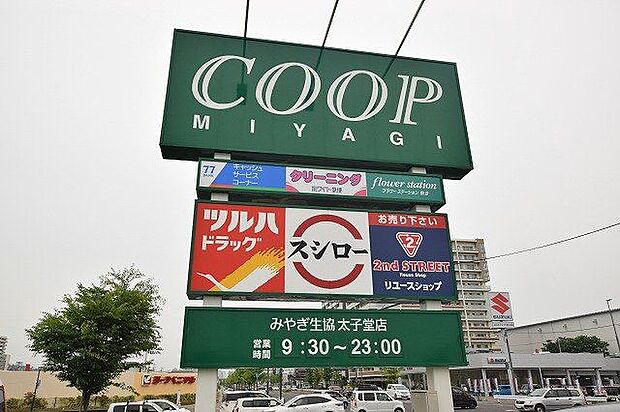 COOP
MIYAGI
77
キャッシュ
サービス
コーナー
クリーニング
flower station
ツルハ
ドラッグ
スシロー
お売り下さい
2
2nd STREET
Reuse Shop
リユースショップ
みやぎ生協 太子堂店
営業
時間
9:30～23:00
SUZUKI